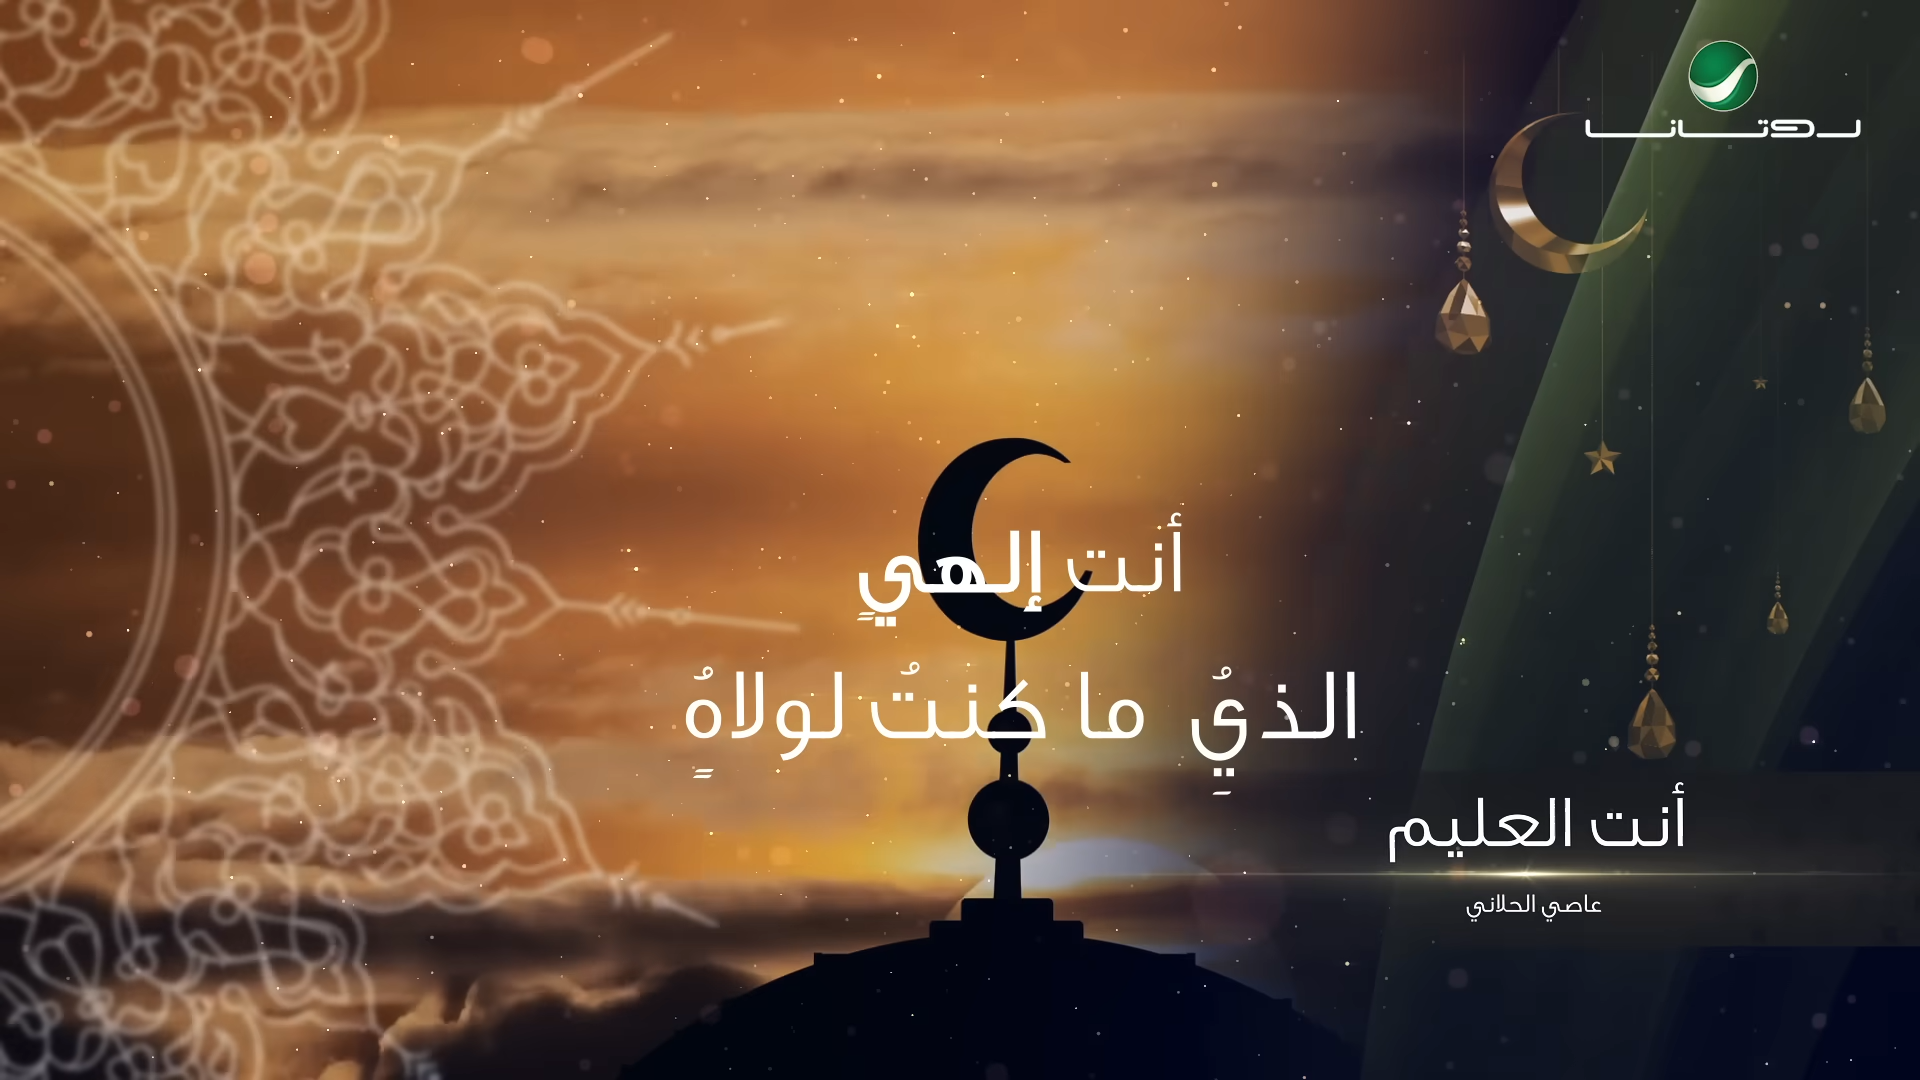 روتانا
أنت إلهيٍ
الذيُِ ما كنتُ لولاهٍُ
أنت العليم
عاصي الحلاني